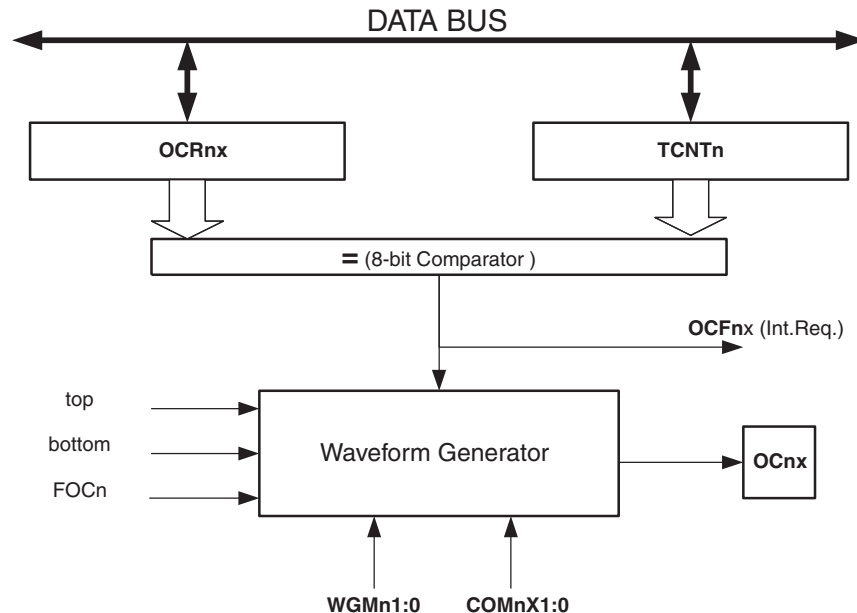 DATA BUS
OCRnx
TCNTn
= (8-bit Comparator )
OCFnx (Int.Req.)
top
bottom
FOCn
Waveform Generator
OCnx
WGMn1:0
COMnX1:0